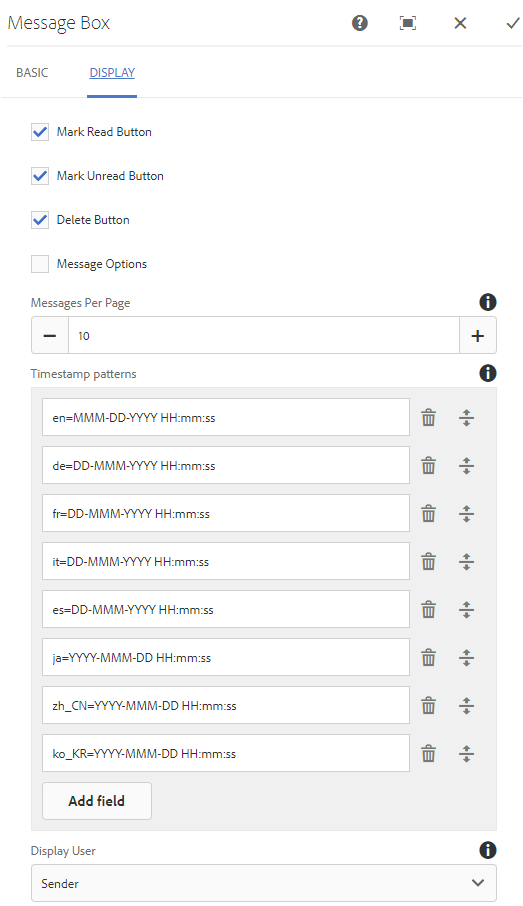 Message Box
BASIC DISPLAY
Mark Read Button
Mark Unread Button
Delete Button
Message Options
Messages Per Page
10
Timestamp patterns
en=MMM-DD-YYYY HH:mm:ss
de=DD-MMM-YYYY HH:mm:ss
fr=DD-MMM-YYYY HH:mm:ss
it=DD-MMM-YYYY HH:mm:ss
es=DD-MMM-YYYY HH:mm:ss
ja=YYYY-MMM-DD HH:mm:ss
zh_CN=YYYY-MMM-DD HH:mm:ss
ko_KR=YYYY-MMM-DD HH:mm:ss
Add field
Display User
Sender